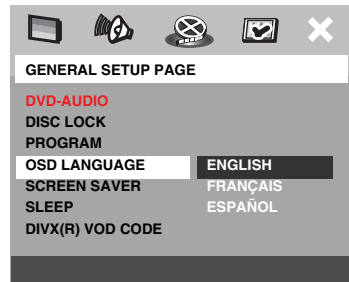 GENERAL SETUP PAGE
DVD-AUDIO
DISC LOCK
PROGRAM
OSD LANGUAGE ENGLISH
SCREEN SAVER FRANÇAIS
SLEEP ESPAÑOL
DIVX(R) VOD CODE